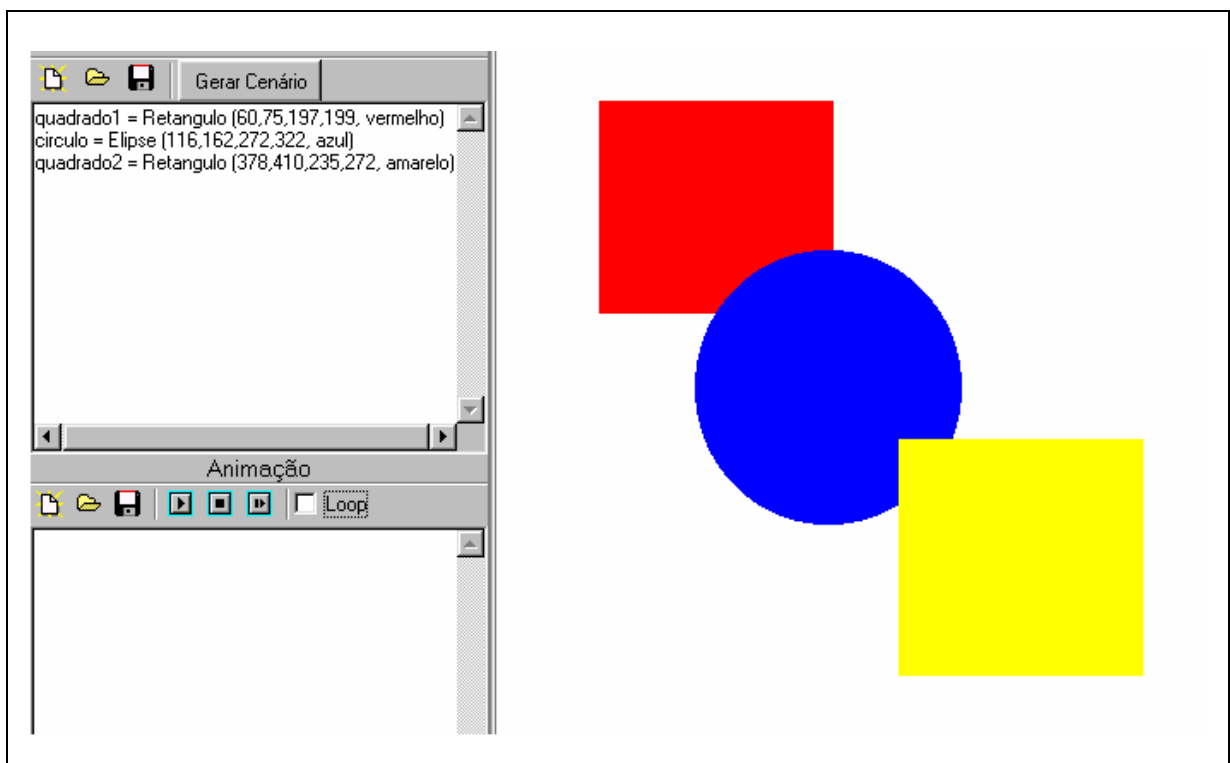 Gerar Cenário
quadrado1 = Retangulo (60,75,197,199, vermelho)
circulo = Elipse (116,162,272,322, azul)
quadrado2 = Retangulo (378,410,235,272, amarelo)
Animação
Loop